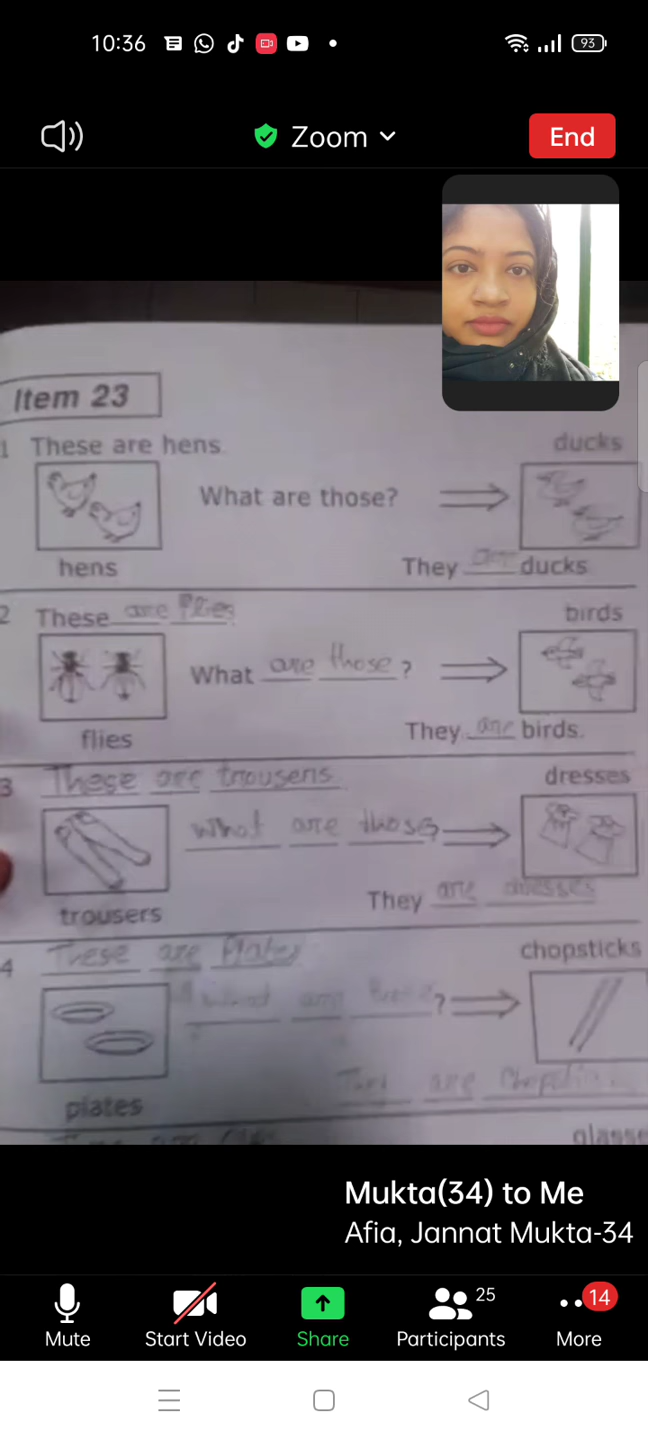 10:36
93
Zoom
End
Item 23
1 These are hens.
ducks
What are those?
hens
They are ducks
2 These are flies
birds
What are those?
flies
They are birds.
3 These are trousers.
dresses
What are those
trousers
They are dresses
4 These are Plates
chopsticks
What are ?
They are
plates
Mukta(34) to Me
Afia, Jannat Mukta-34
25
14
Mute
Start Video
Share
Participants
More